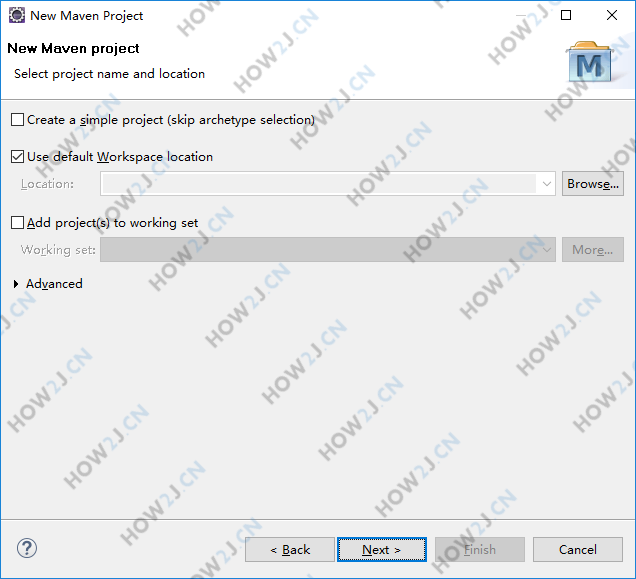 New Maven Project
New Maven project
Select project name and location
M
Create a simple project (skip archetype selection)
Use default Workspace location
Location:
Browse...
Add project(s) to working set
Working set:
More...
Advanced
?
< Back
Next >
Finish
Cancel
HOW2J.CN